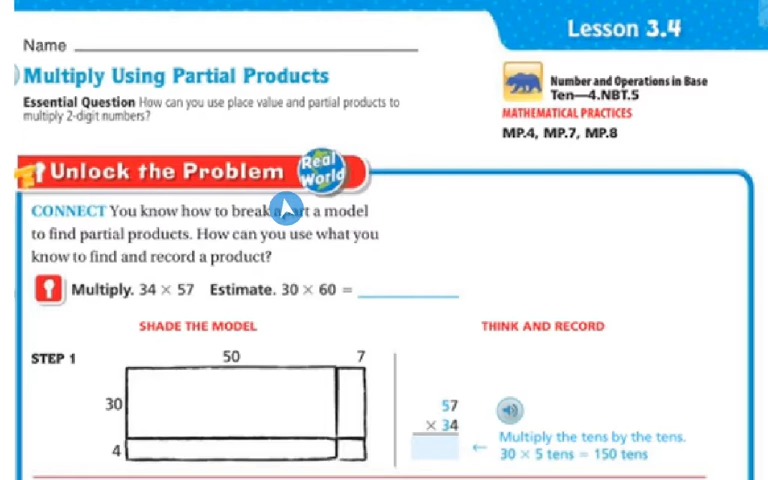 Lesson 3.4
Name
Multiply Using Partial Products
Essential Question How can you use place value and partial products to
multiply 2-digit numbers?
Number and Operations in Base
Ten—4.NBT.5
MATHEMATICAL PRACTICES
MP.4, MP.7, MP.8
Unlock the Problem
Real
World
CONNECT You know how to break apart a model
to find partial products. How can you use what you
know to find and record a product?
Multiply. 34 × 57 Estimate. 30 × 60 =
SHADE THE MODEL
THINK AND RECORD
STEP 1
50 7
30
4
57
× 34
Multiply the tens by the tens.
← 30 × 5 tens = 150 tens